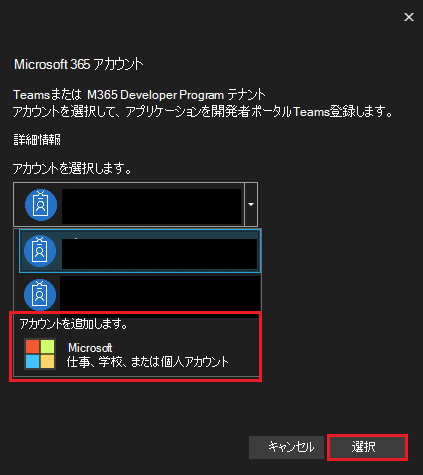 Microsoft 365 アカウント
Teamsまたは M365 Developer Program テナント
アカウントを選択して、アプリケーションを開発者ポータルTeams登録します。
詳細情報
アカウントを選択します。
アカウントを追加します。
Microsoft
仕事、学校、または個人アカウント
キャンセル
選択